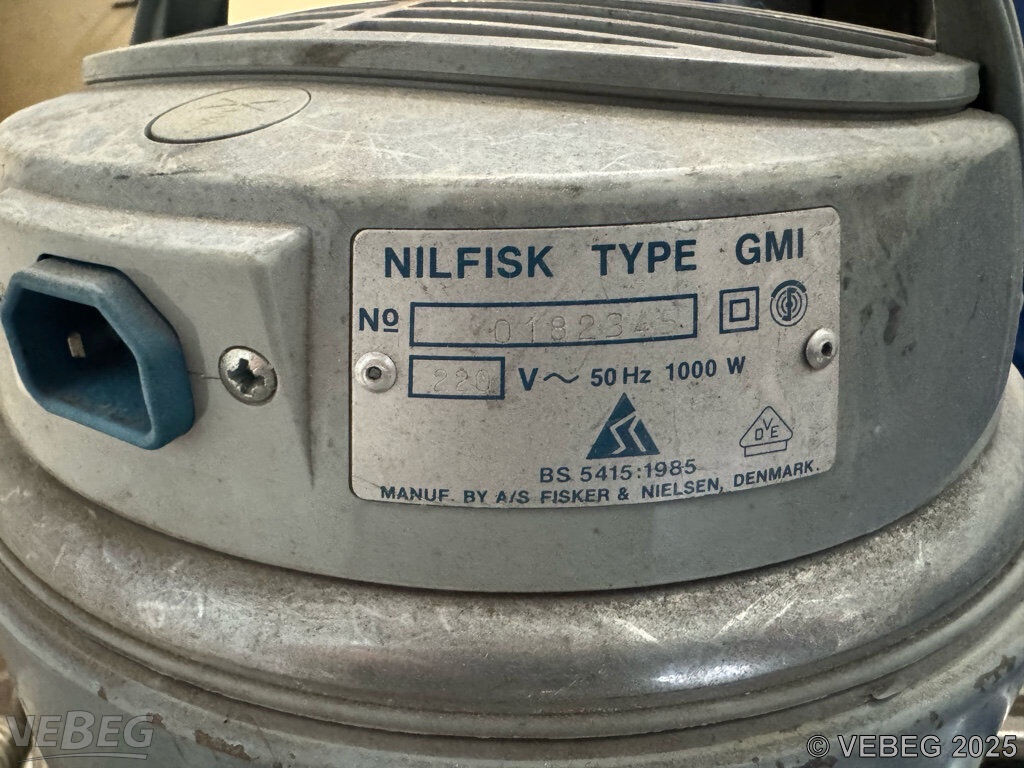 NILFISK TYPE GMI
Nº 0182345
220 V~ 50 Hz 1000 W
DVE
BS 5415:1985
MANUF. BY A/S FISKER & NIELSEN, DENMARK.
VEBEG
© VEBEG 2025